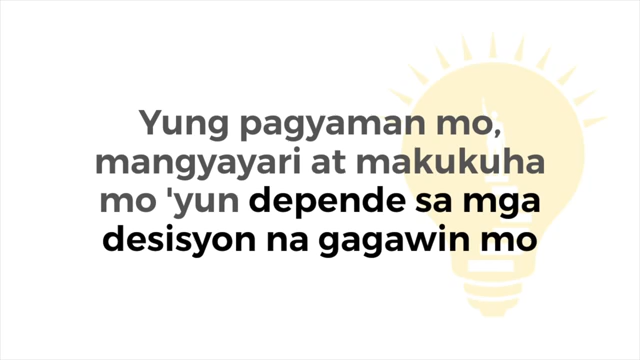 Yung pagyaman mo,
mangyayari at makukuha
mo 'yun depende sa mga
desisyon na gagawin mo